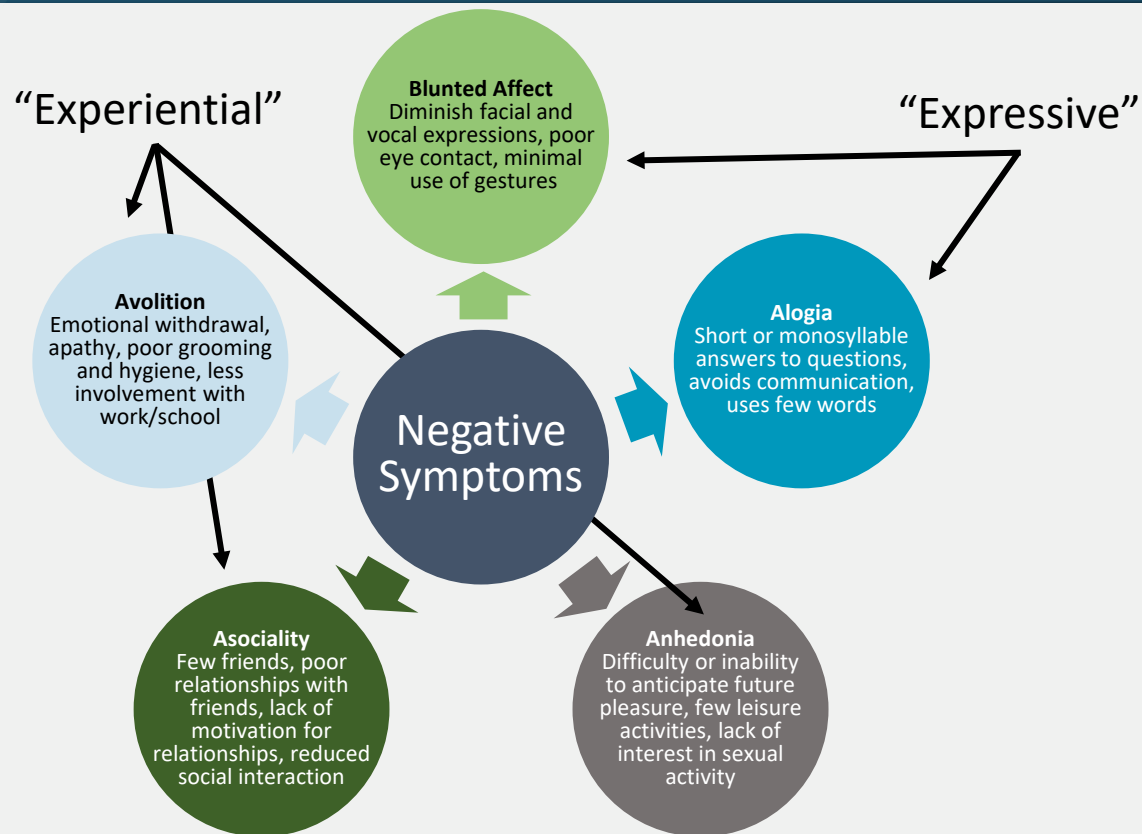 “Experiential”
“Expressive”
Blunted Affect
Diminish facial and
vocal expressions, poor
eye contact, minimal
use of gestures
Avolition
Emotional withdrawal,
apathy, poor grooming
and hygiene, less
involvement with
work/school
Alogia
Short or monosyllable
answers to questions,
avoids communication,
uses few words
Negative
Symptoms
Asociality
Few friends, poor
relationships with
friends, lack of
motivation for
relationships, reduced
social interaction
Anhedonia
Difficulty or inability
to anticipate future
pleasure, few leisure
activities, lack of
interest in sexual
activity